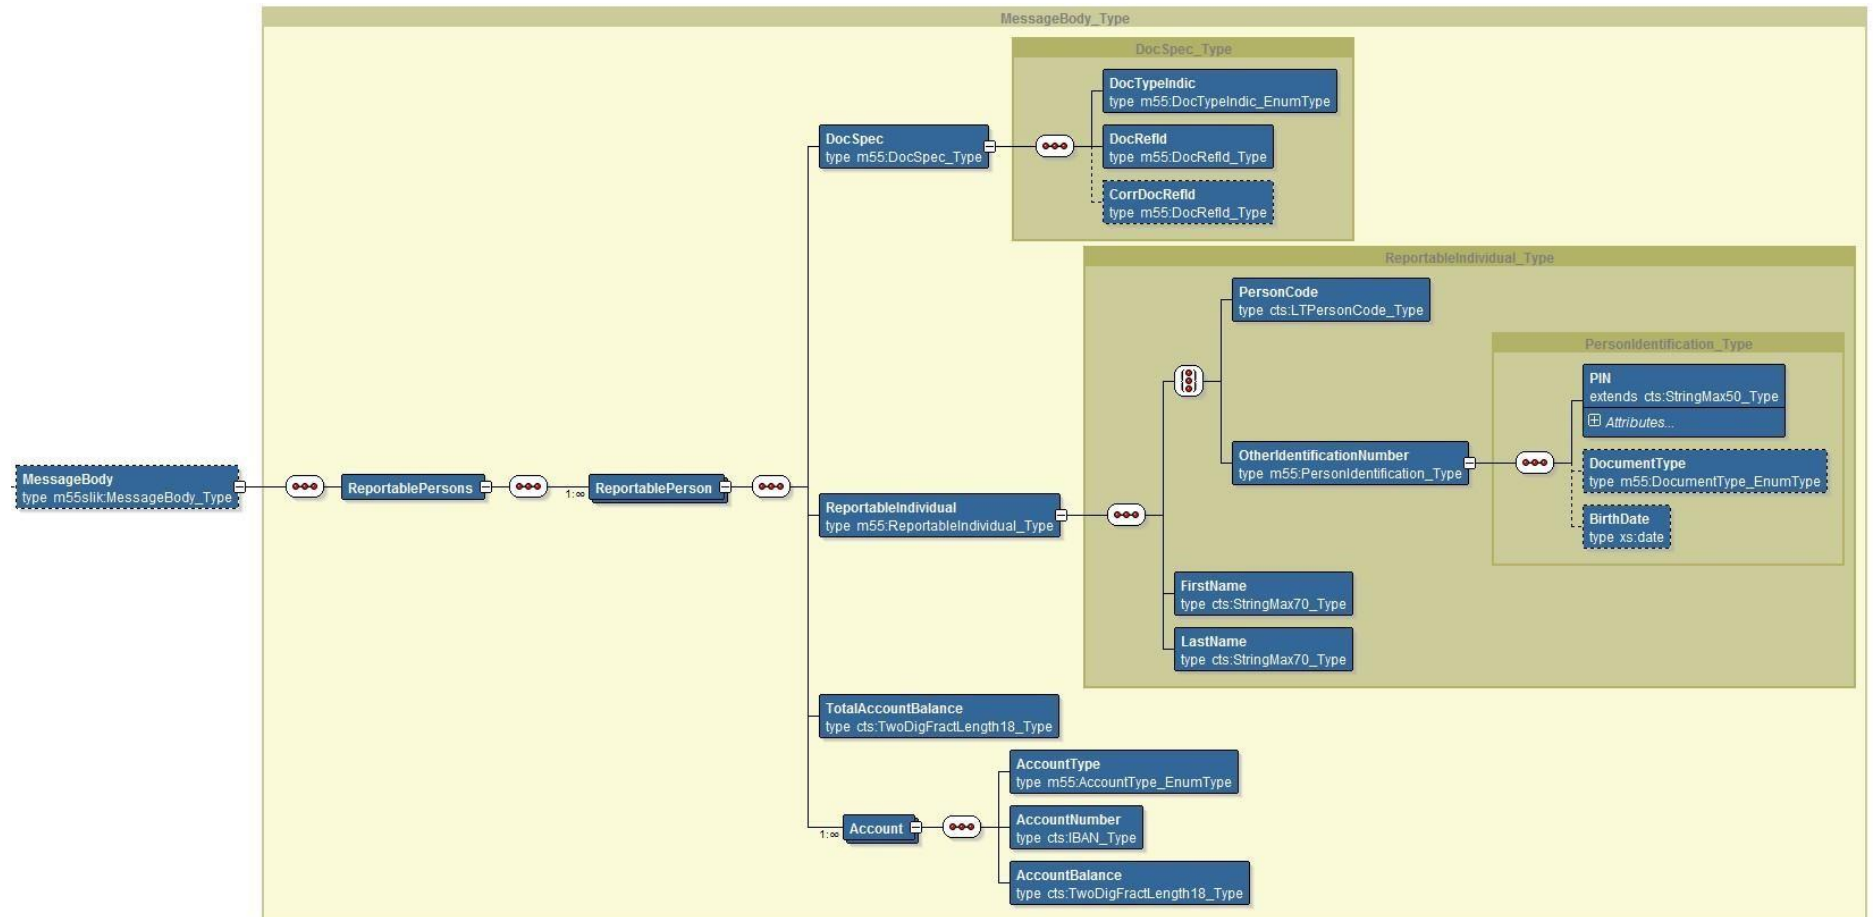 MessageBody_Type
DocSpec_Type
DocTypeIndic
type m55:DocTypeIndic_EnumType
DocSpec
type m55:DocSpec_Type
DocRefId
type m55:DocRefId_Type
CorrDocRefId
type m55:DocRefId_Type
ReportableIndividual_Type
PersonCode
type cts:LTPersonCode_Type
PersonIdentification_Type
PIN
extends cts:StringMax50_Type
Attributes...
OtherIdentificationNumber
type m55:PersonIdentification_Type
DocumentType
type m55:DocumentType_EnumType
BirthDate
type xs:date
MessageBody
type m55slik:MessageBody_Type
ReportablePersons
1:∞
ReportablePerson
ReportableIndividual
type m55:ReportableIndividual_Type
FirstName
type cts:StringMax70_Type
LastName
type cts:StringMax70_Type
TotalAccountBalance
type cts:TwoDigFractLength18_Type
AccountType
type m55:AccountType_EnumType
1:∞
Account
AccountNumber
type cts:IBAN_Type
AccountBalance
type cts:TwoDigFractLength18_Type